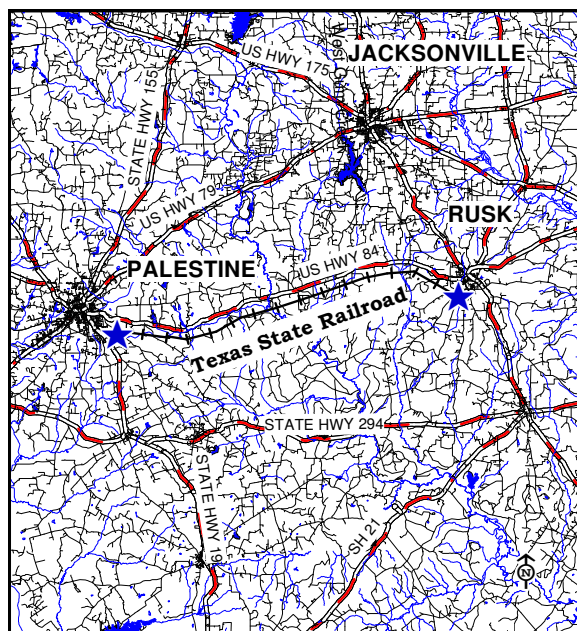 JACKSONVILLE
US HWY 175
STATE HWY 155
US HWY 79
RUSK
PALESTINE
US HWY 84
Texas State Railroad
STATE HWY 294
STATE HWY 19
SH 21
N